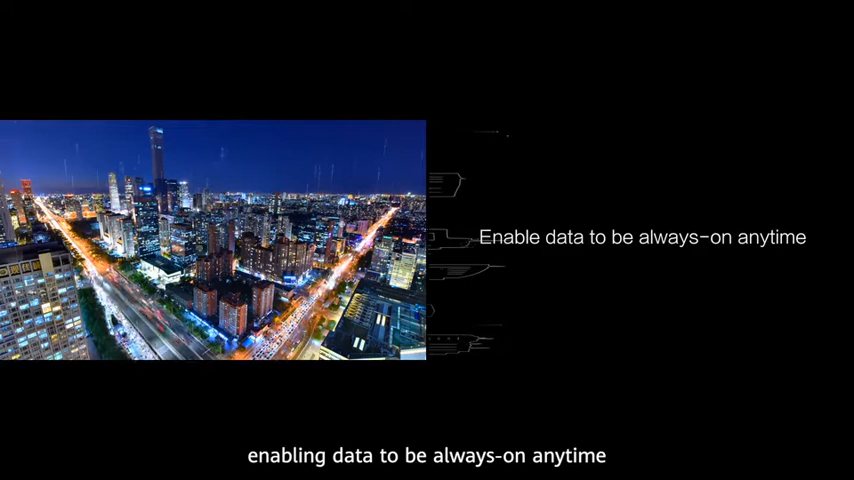 Enable data to be always-on anytime
enabling data to be always-on anytime